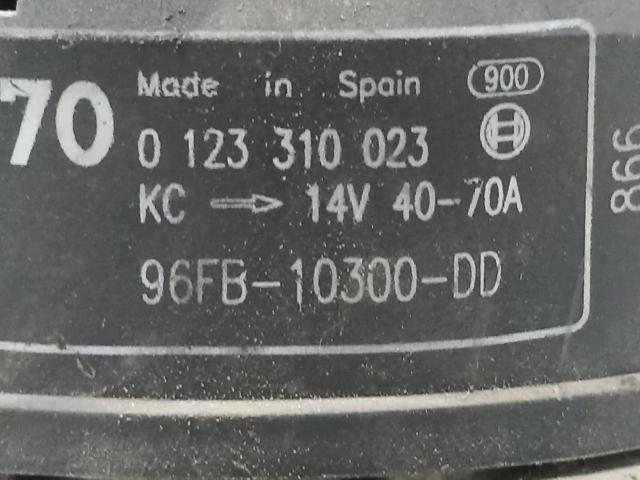 70
Made in Spain 900
0 123 310 023
KC → 14V 40-70A
96FB-10300-DD
866